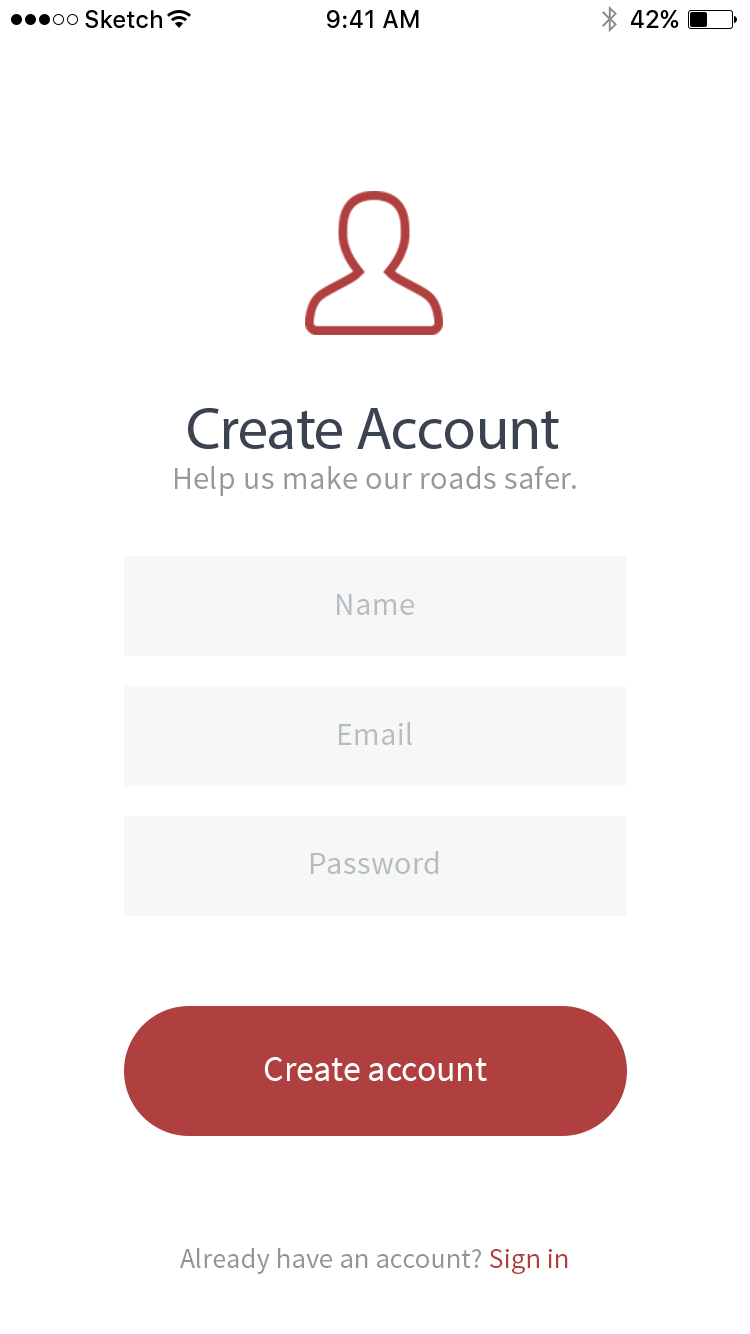 Sketch 9:41 AM 42%
Create Account
Help us make our roads safer.
Name
Email
Password
Create account
Already have an account? Sign in